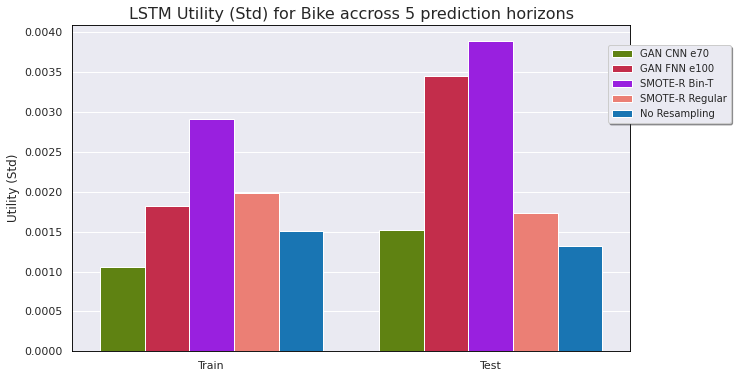 LSTM Utility (Std) for Bike accross 5 prediction horizons
Utility (Std)
0.0040
0.0035
0.0030
0.0025
0.0020
0.0015
0.0010
0.0005
0.0000
Train
Test
GAN CNN e70
GAN FNN e100
SMOTE-R Bin-T
SMOTE-R Regular
No Resampling